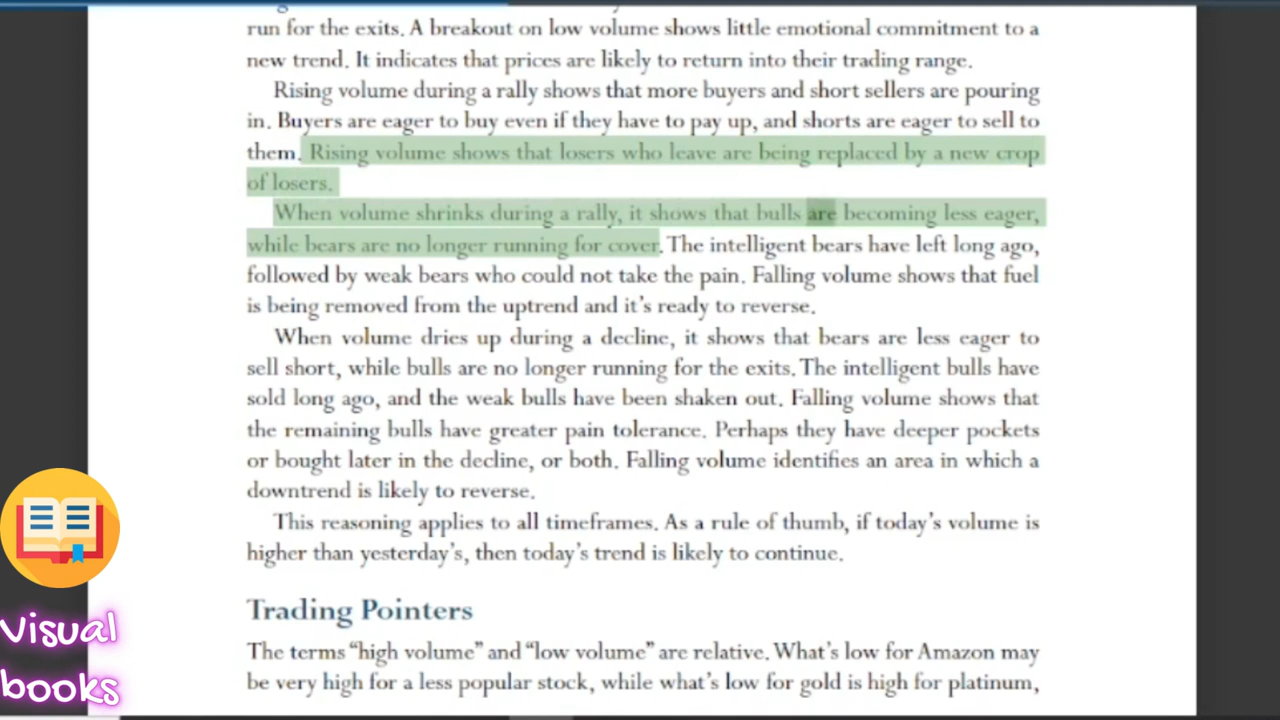 run for the exits. A breakout on low volume shows little emotional commitment to a
new trend. It indicates that prices are likely to return into their trading range.
Rising volume during a rally shows that more buyers and short sellers are pouring
in. Buyers are eager to buy even if they have to pay up, and shorts are eager to sell to
them. Rising volume shows that losers who leave are being replaced by a new crop
of losers.
When volume shrinks during a rally, it shows that bulls are becoming less eager,
while bears are no longer running for cover. The intelligent bears have left long ago,
followed by weak bears who could not take the pain. Falling volume shows that fuel
is being removed from the uptrend and it's ready to reverse.
When volume dries up during a decline, it shows that bears are less eager to
sell short, while bulls are no longer running for the exits. The intelligent bulls have
sold long ago, and the weak bulls have been shaken out. Falling volume shows that
the remaining bulls have greater pain tolerance. Perhaps they have deeper pockets
or bought later in the decline, or both. Falling volume identifies an area in which a
downtrend is likely to reverse.
This reasoning applies to all timeframes. As a rule of thumb, if today's volume is
higher than yesterday's, then today's trend is likely to continue.
Trading Pointers
The terms “high volume” and “low volume” are relative. What's low for Amazon may
be very high for a less popular stock, while what's low for gold is high for platinum,
Visual
books